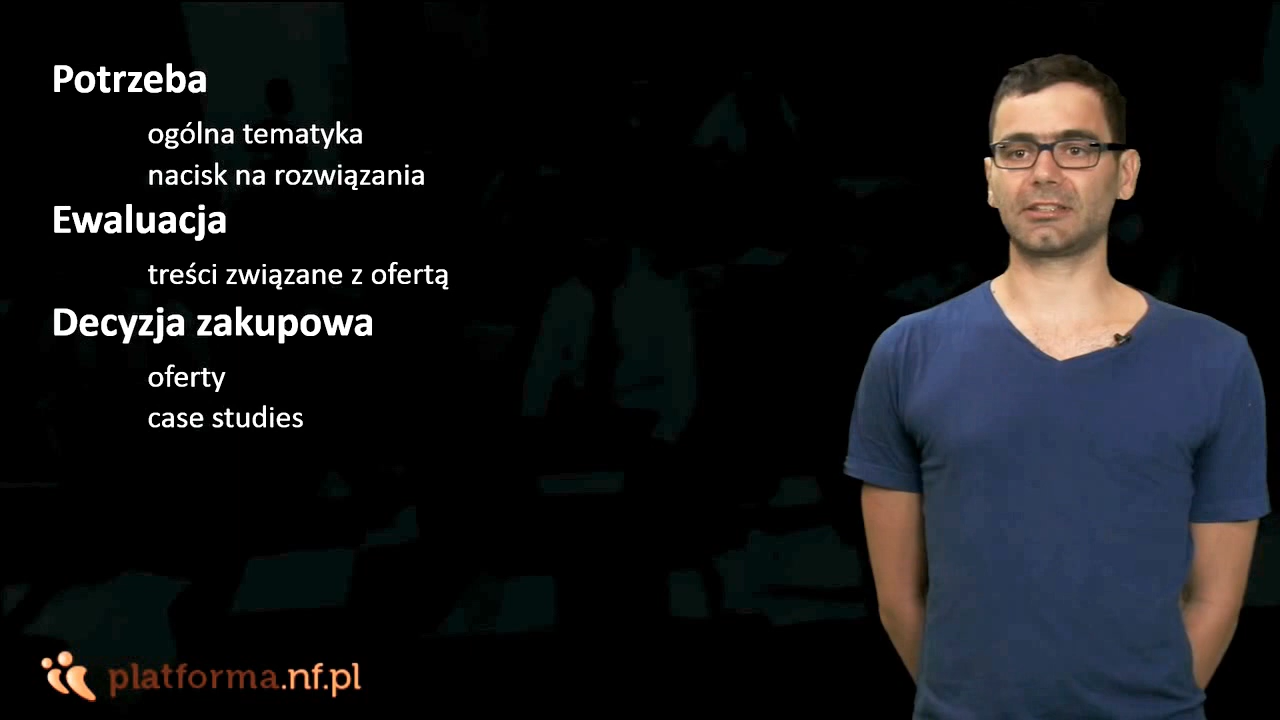 Potrzeba
ogólna tematyka
nacisk na rozwiązania
Ewaluacja
treści związane z ofertą
Decyzja zakupowa
oferty
case studies
platforma.nf.pl